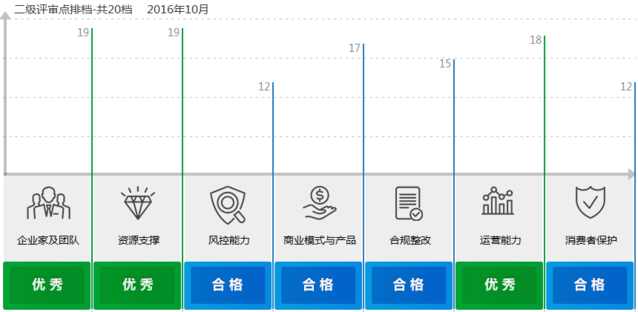 二级评审点排档-共20档 2016年10月
19
19
12
17
15
18
12
企业家及团队 资源支撑 风控能力 商业模式与产品 合规整改 运营能力 消费者保护
优秀 优秀 合格 合格 合格 优秀 合格